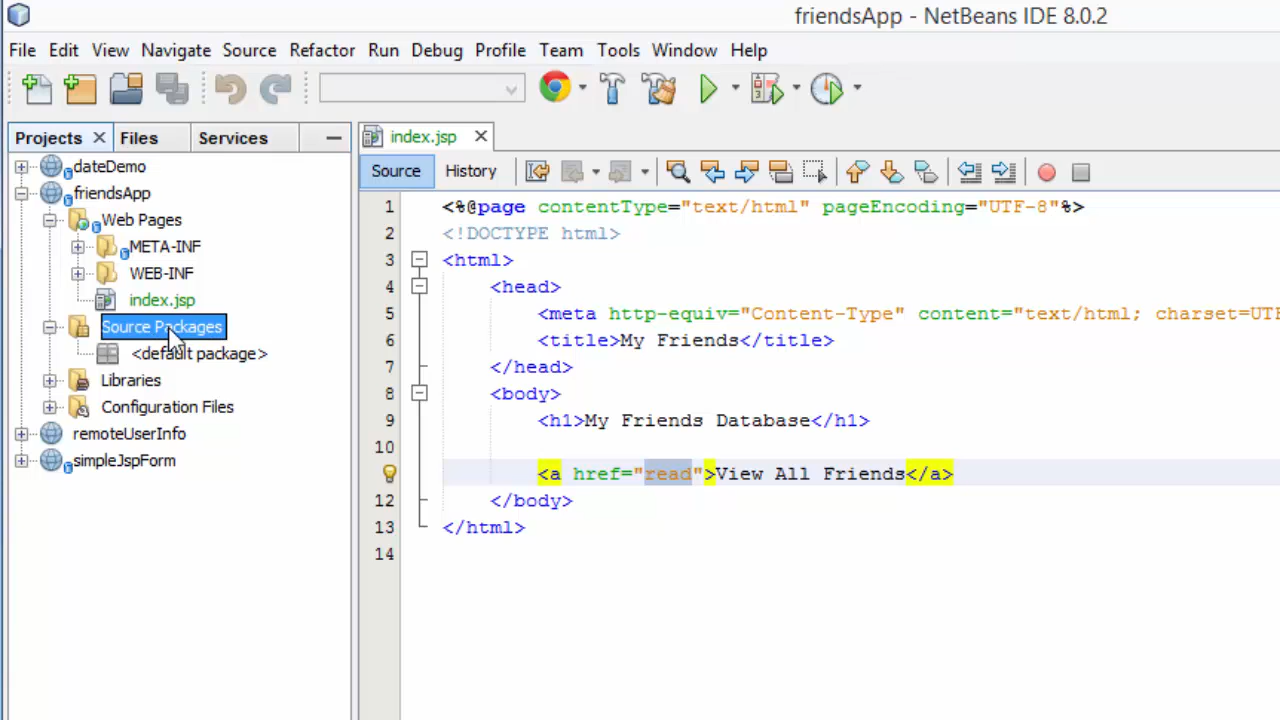 friendsApp - NetBeans IDE 8.0.2
File Edit View Navigate Source Refactor Run Debug Profile Team Tools Window Help
Projects Files Services
dateDemo
friendsApp
Web Pages
META-INF
WEB-INF
index.jsp
Source Packages
<default package>
Libraries
Configuration Files
remoteUserInfo
simpleJspForm
index.jsp
Source History
1 <%@page contentType="text/html" pageEncoding="UTF-8"%>
2 <!DOCTYPE html>
3 <html>
4 <head>
5 <meta http-equiv="Content-Type" content="text/html; charset=UTF
6 <title>My Friends</title>
7 </head>
8 <body>
9 <h1>My Friends Database</h1>
10
<a href="read">View All Friends</a>
12 </body>
13 </html>
14